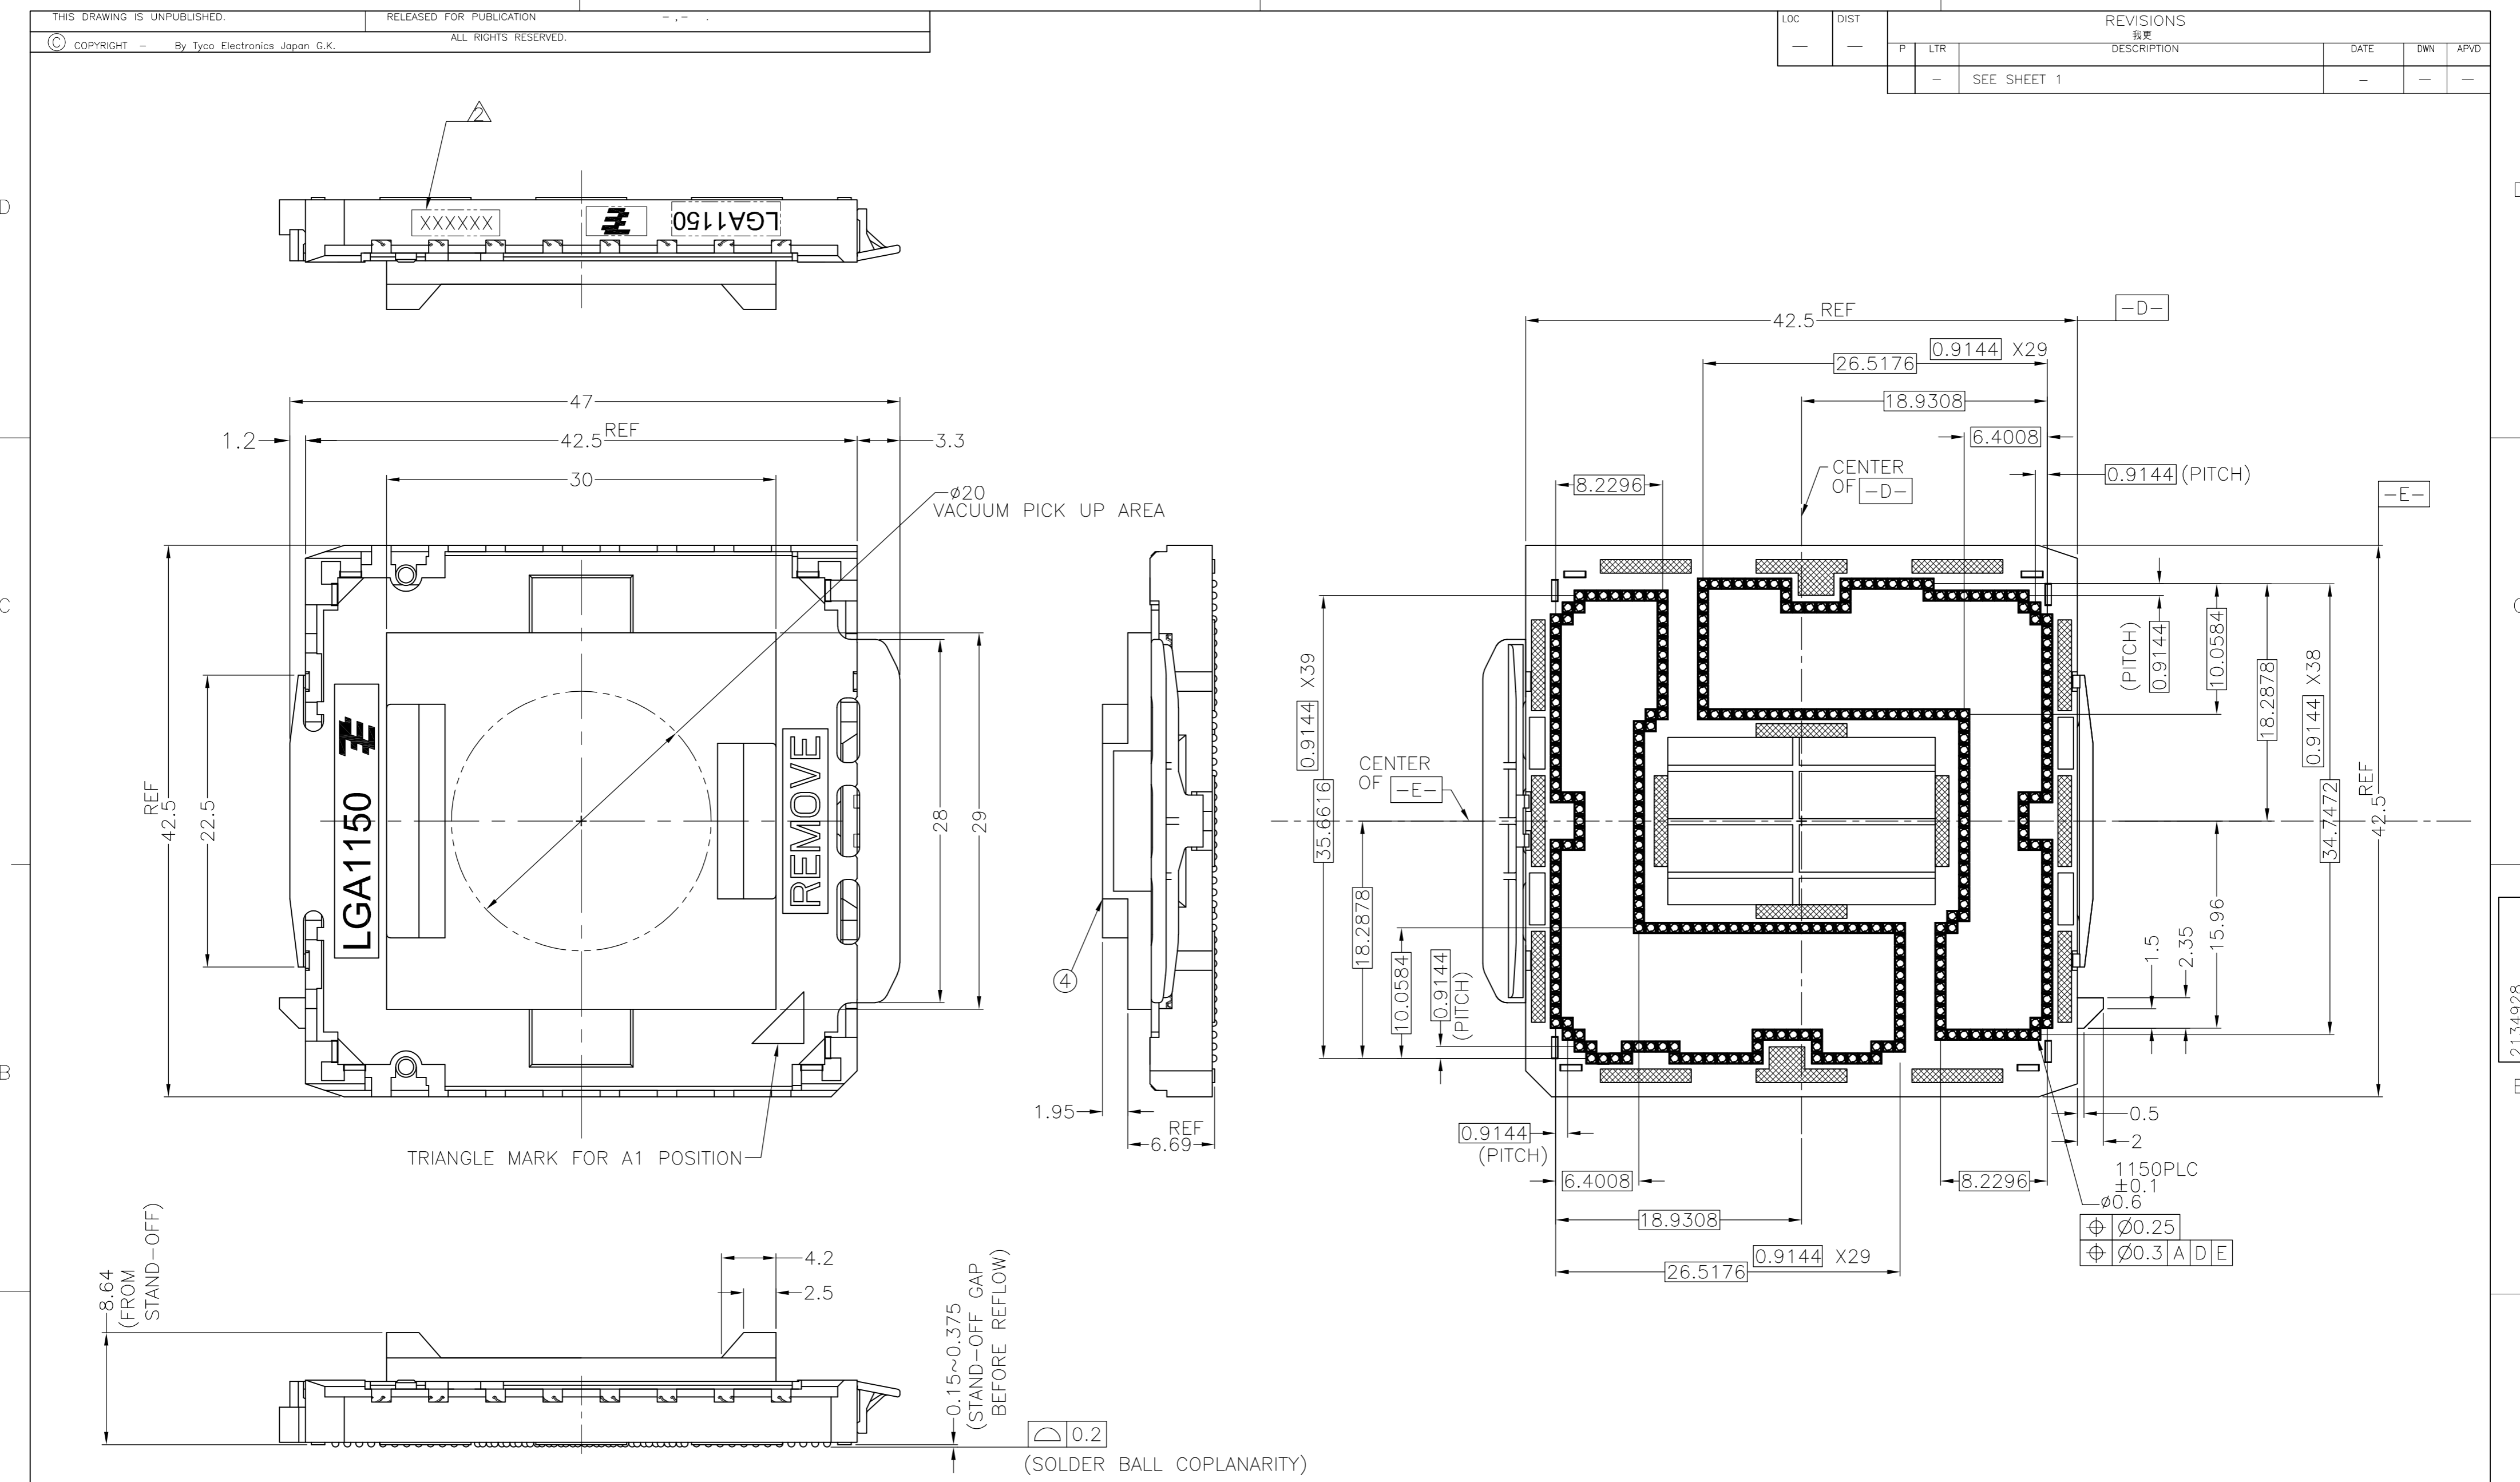 THIS DRAWING IS UNPUBLISHED.
RELEASED FOR PUBLICATION
- , - .
© COPYRIGHT - By Tyco Electronics Japan G.K.
ALL RIGHTS RESERVED.
LOC
DIST
REVISIONS
我更
P LTR DESCRIPTION DATE DWN APVD
- SEE SHEET 1 - - -
2
XXXXXX
LGA1150
D
D
C
C
B
B
47
1.2
42.5 REF
3.3
30
ø20
VACUUM PICK UP AREA
REF
42.5
22.5
LGA1150
REMOVE
28
29
TRIANGLE MARK FOR A1 POSITION
4
1.95
REF
6.69
42.5 REF
-D-
0.9144 X29
26.5176
18.9308
6.4008
CENTER
OF -D-
8.2296
0.9144 (PITCH)
-E-
0.9144 X39
35.6616
CENTER
OF -E-
18.2878
10.0584
0.9144
(PITCH)
(PITCH)
0.9144
10.0584
18.2878
0.9144 X38
34.7472
REF
42.5
15.96
2.35
1.5
0.5
2
0.9144
(PITCH)
6.4008
8.2296
18.9308
0.9144 X29
26.5176
1150PLC
±0.1
ø0.6
⌖ Ø0.25
⌖ Ø0.3 A D E
2134928
8.64
(FROM
STAND-OFF)
4.2
2.5
0.15~0.375
(STAND-OFF GAP
BEFORE REFLOW)
⌓ 0.2
(SOLDER BALL COPLANARITY)